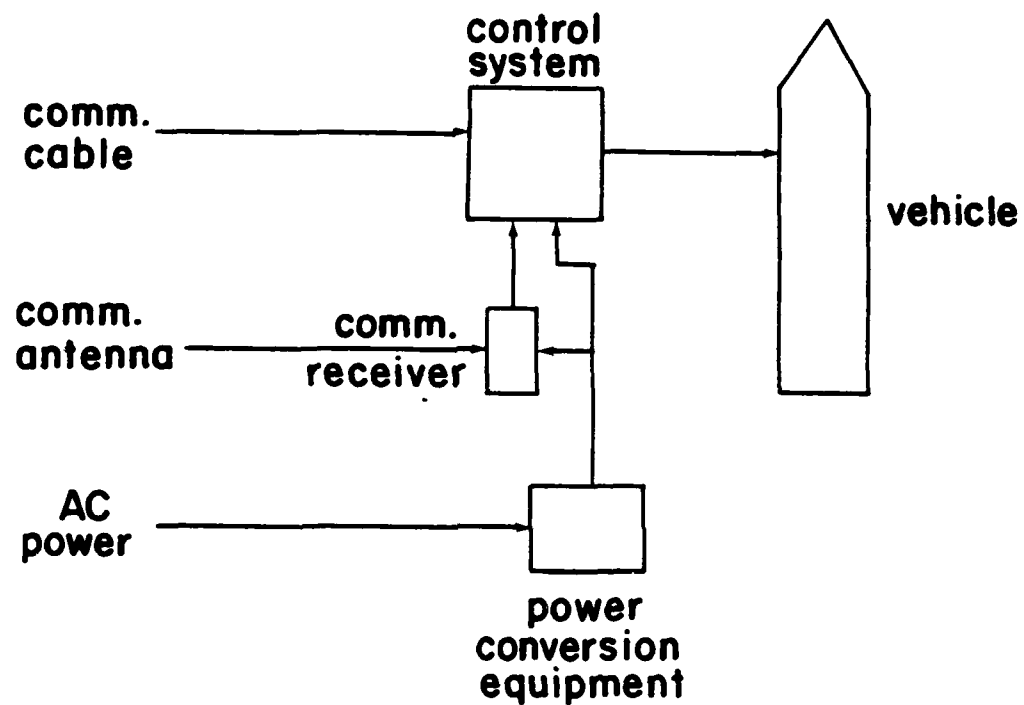 control
system
comm.
cable
vehicle
comm.
antenna
comm.
receiver
AC
power
power
conversion
equipment